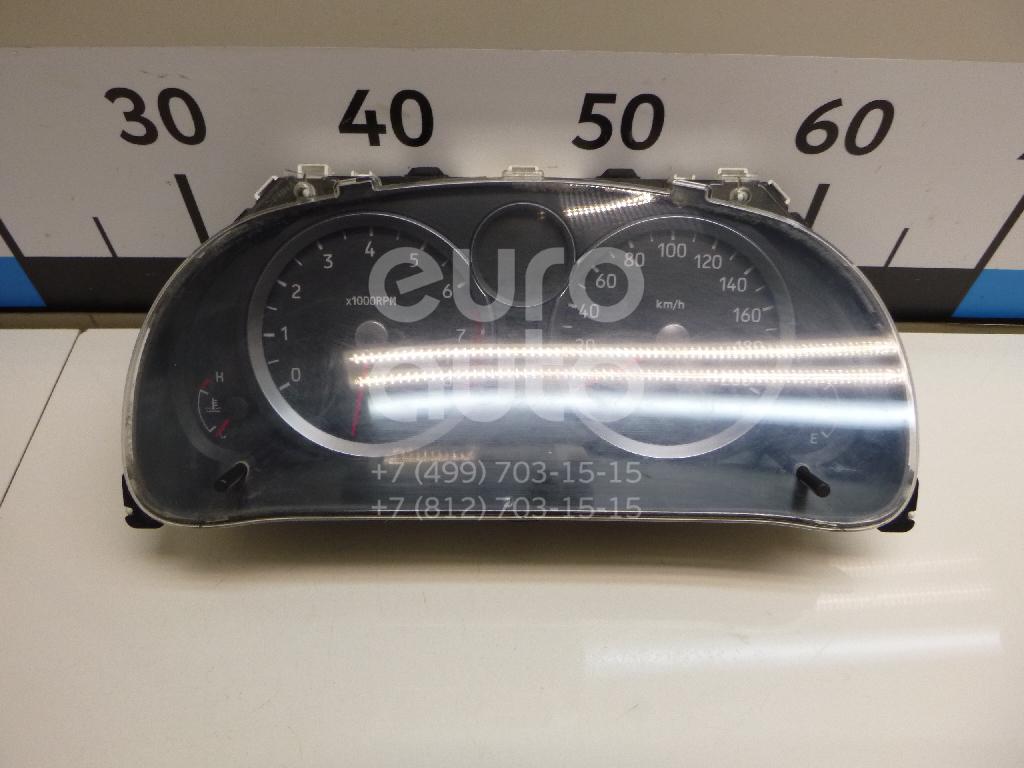 30 40 50 60
0 1 2 3 4 5 6 7
x1000RPM
40 60 80 100 120 140 160
km/h
H
C
E
euro
auto
+7 (499) 703-15-15
+7 (812) 703-15-15